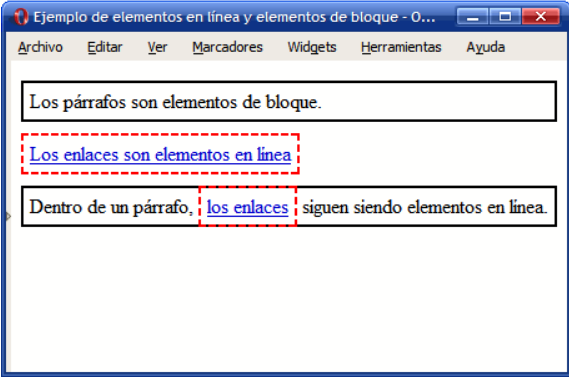 Ejemplo de elementos en línea y elementos de bloque - O...
Archivo Editar Ver Marcadores Widgets Herramientas Ayuda
Los párrafos son elementos de bloque.
Los enlaces son elementos en línea
Dentro de un párrafo, los enlaces siguen siendo elementos en línea.